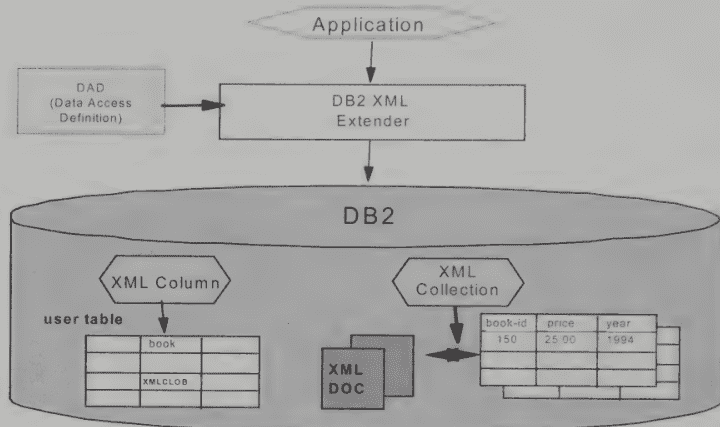 Application
DAD
(Data Access
Definition)
DB2 XML
Extender
DB2
XML Column
XML
Collection
user table
book
XMLCLOB
XML
DOC
book-id price year
150 25.00 1994